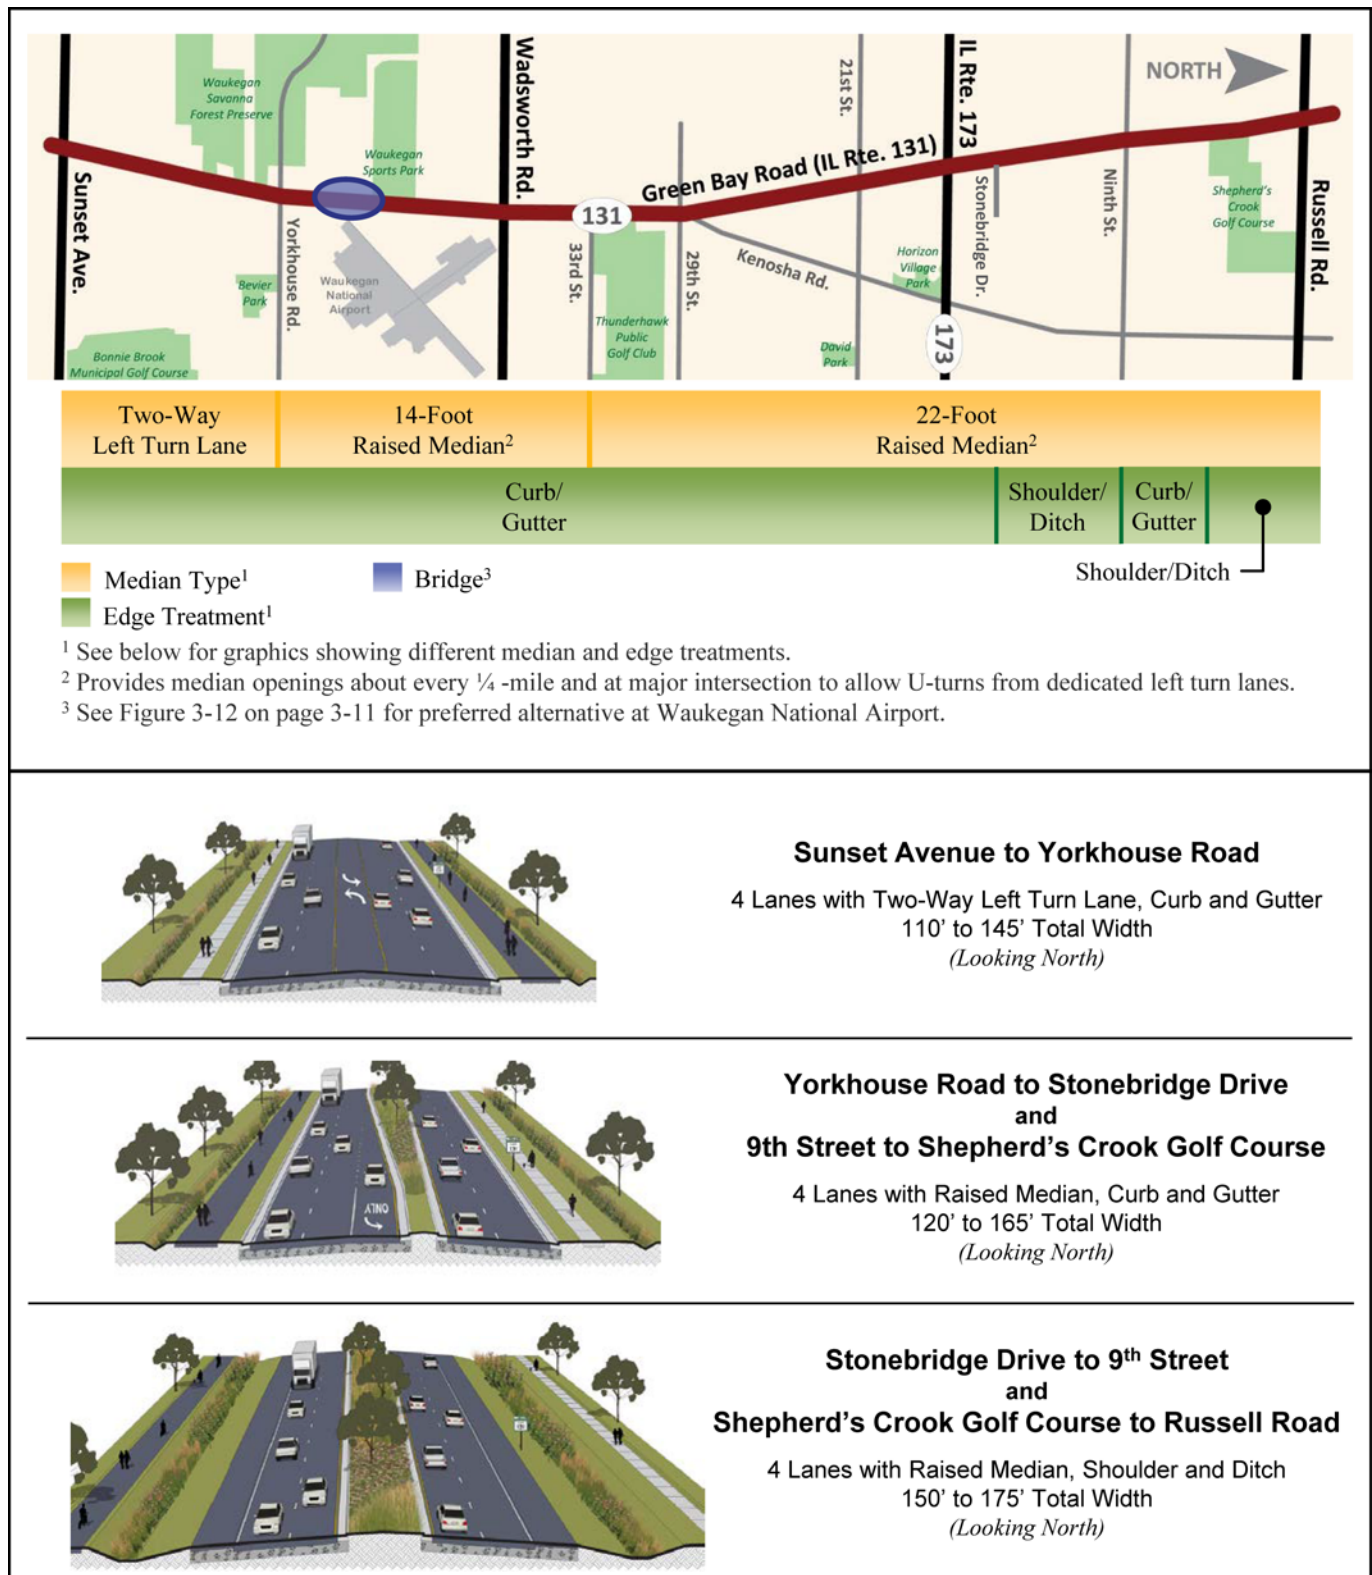 Waukegan
Savanna
Forest Preserve
Waukegan
Sports Park
Sunset Ave.
Yorkhouse Rd.
Bevier
Park
Bonnie Brook
Municipal Golf Course
Waukegan
National
Airport
Wadsworth Rd.
131
33rd St.
Thunderhawk
Public
Golf Club
29th St.
Green Bay Road (IL Rte. 131)
Kenosha Rd.
21st St.
David
Park
Horizon
Village
Park
IL Rte. 173
173
Stonebridge Dr.
Ninth St.
NORTH
Shepherd's
Crook
Golf Course
Russell Rd.
Two-Way
Left Turn Lane
14-Foot
Raised Median²
22-Foot
Raised Median²
Curb/
Gutter
Shoulder/
Ditch
Curb/
Gutter
Shoulder/Ditch
Median Type¹
Bridge³
Edge Treatment¹
¹ See below for graphics showing different median and edge treatments.
² Provides median openings about every ¼ -mile and at major intersection to allow U-turns from dedicated left turn lanes.
³ See Figure 3-12 on page 3-11 for preferred alternative at Waukegan National Airport.
Sunset Avenue to Yorkhouse Road
4 Lanes with Two-Way Left Turn Lane, Curb and Gutter
110' to 145' Total Width
(Looking North)
ONLY
Yorkhouse Road to Stonebridge Drive
and
9th Street to Shepherd's Crook Golf Course
4 Lanes with Raised Median, Curb and Gutter
120' to 165' Total Width
(Looking North)
Stonebridge Drive to 9th Street
and
Shepherd's Crook Golf Course to Russell Road
4 Lanes with Raised Median, Shoulder and Ditch
150' to 175' Total Width
(Looking North)